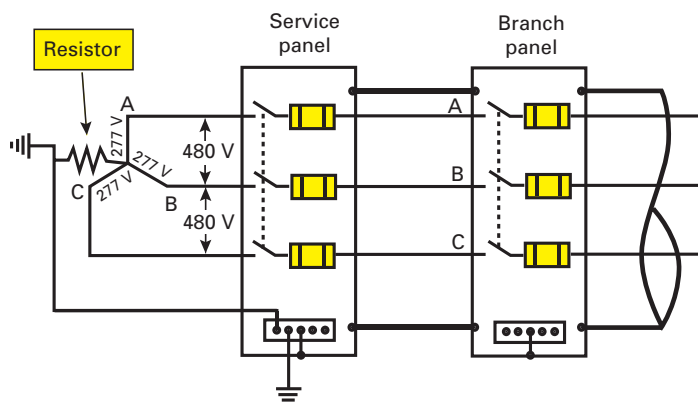 Service
panel
Branch
panel
Resistor
A
277 V
277 V
277 V
C
B
480 V
480 V
A
B
C